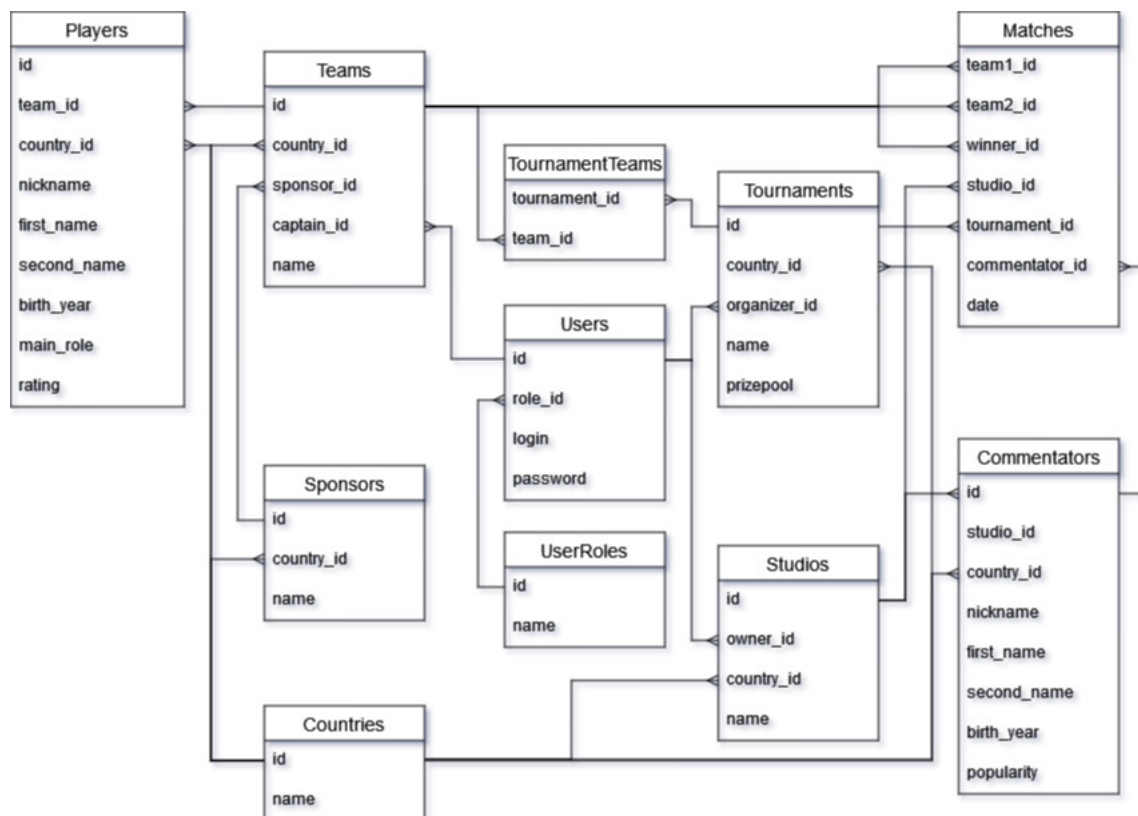 Players
id
team_id
country_id
nickname
first_name
second_name
birth_year
main_role
rating
Teams
id
country_id
sponsor_id
captain_id
name
TournamentTeams
tournament_id
team_id
Tournaments
id
country_id
organizer_id
name
prizepool
Matches
team1_id
team2_id
winner_id
studio_id
tournament_id
commentator_id
date
Users
id
role_id
login
password
Sponsors
id
country_id
name
UserRoles
id
name
Studios
id
owner_id
country_id
name
Commentators
id
studio_id
country_id
nickname
first_name
second_name
birth_year
popularity
Countries
id
name